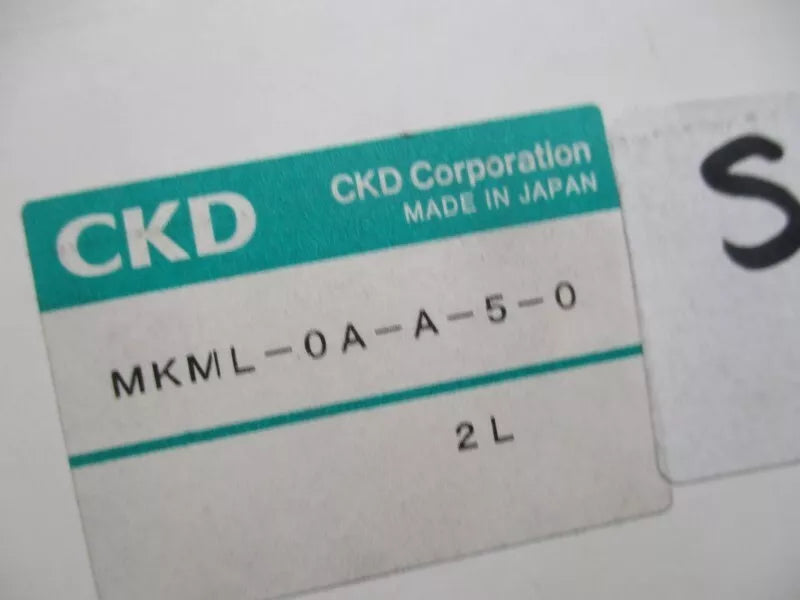 CKD
CKD Corporation
MADE IN JAPAN
MKML-0A-A-5-0
2L
S